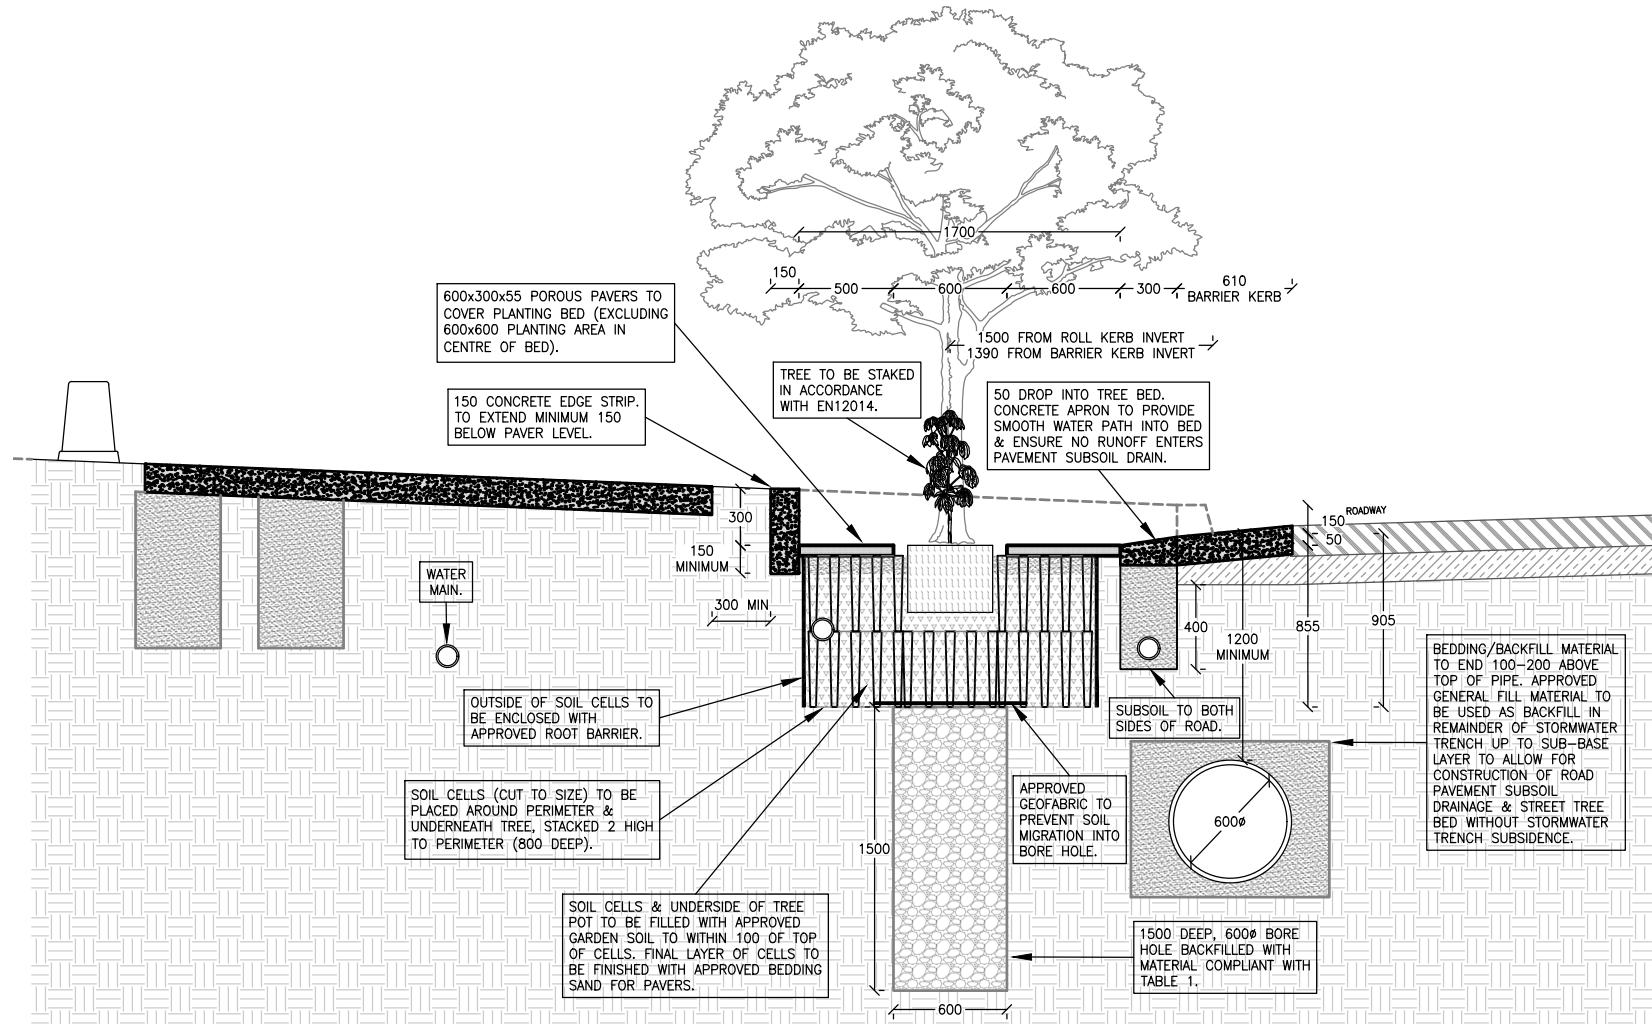 1700
150
500
600
600
300
610
BARRIER KERB
600x300x55 POROUS PAVERS TO
COVER PLANTING BED (EXCLUDING
600x600 PLANTING AREA IN
CENTRE OF BED).
1500 FROM ROLL KERB INVERT
1390 FROM BARRIER KERB INVERT
TREE TO BE STAKED
IN ACCORDANCE
WITH EN12014.
150 CONCRETE EDGE STRIP.
TO EXTEND MINIMUM 150
BELOW PAVER LEVEL.
50 DROP INTO TREE BED.
CONCRETE APRON TO PROVIDE
SMOOTH WATER PATH INTO BED
& ENSURE NO RUNOFF ENTERS
PAVEMENT SUBSOIL DRAIN.
300
150
MINIMUM
300 MIN
ROADWAY
150
50
WATER
MAIN.
400
1200
MINIMUM
855
905
OUTSIDE OF SOIL CELLS TO
BE ENCLOSED WITH
APPROVED ROOT BARRIER.
SUBSOIL TO BOTH
SIDES OF ROAD.
BEDDING/BACKFILL MATERIAL
TO END 100-200 ABOVE
TOP OF PIPE. APPROVED
GENERAL FILL MATERIAL TO
BE USED AS BACKFILL IN
REMAINDER OF STORMWATER
TRENCH UP TO SUB-BASE
LAYER TO ALLOW FOR
CONSTRUCTION OF ROAD
PAVEMENT SUBSOIL
DRAINAGE & STREET TREE
BED WITHOUT STORMWATER
TRENCH SUBSIDENCE.
SOIL CELLS (CUT TO SIZE) TO BE
PLACED AROUND PERIMETER &
UNDERNEATH TREE, STACKED 2 HIGH
TO PERIMETER (800 DEEP).
APPROVED
GEOFABRIC TO
PREVENT SOIL
MIGRATION INTO
BORE HOLE.
600ø
1500
SOIL CELLS & UNDERSIDE OF TREE
POT TO BE FILLED WITH APPROVED
GARDEN SOIL TO WITHIN 100 OF TOP
OF CELLS. FINAL LAYER OF CELLS TO
BE FINISHED WITH APPROVED BEDDING
SAND FOR PAVERS.
1500 DEEP, 600ø BORE
HOLE BACKFILLED WITH
MATERIAL COMPLIANT WITH
TABLE 1.
600